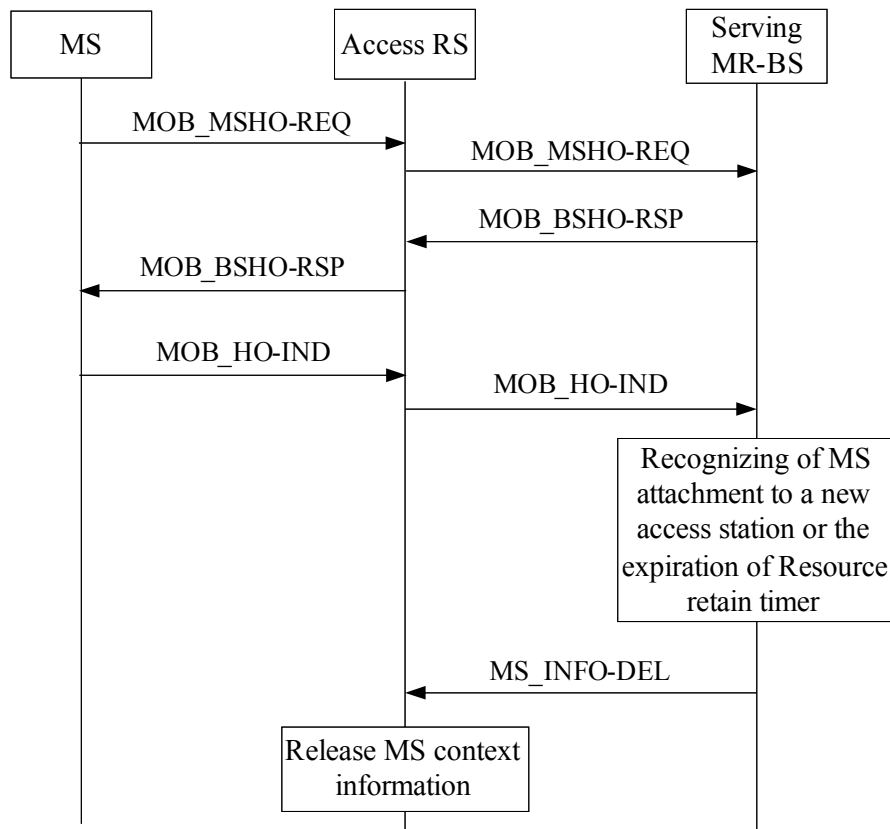 MS
Access RS
Serving
MR-BS
MOB_MSHO-REQ
MOB_MSHO-REQ
MOB_BSHO-RSP
MOB_BSHO-RSP
MOB_HO-IND
MOB_HO-IND
Recognizing of MS
attachment to a new
access station or the
expiration of Resource
retain timer
MS_INFO-DEL
Release MS context
information